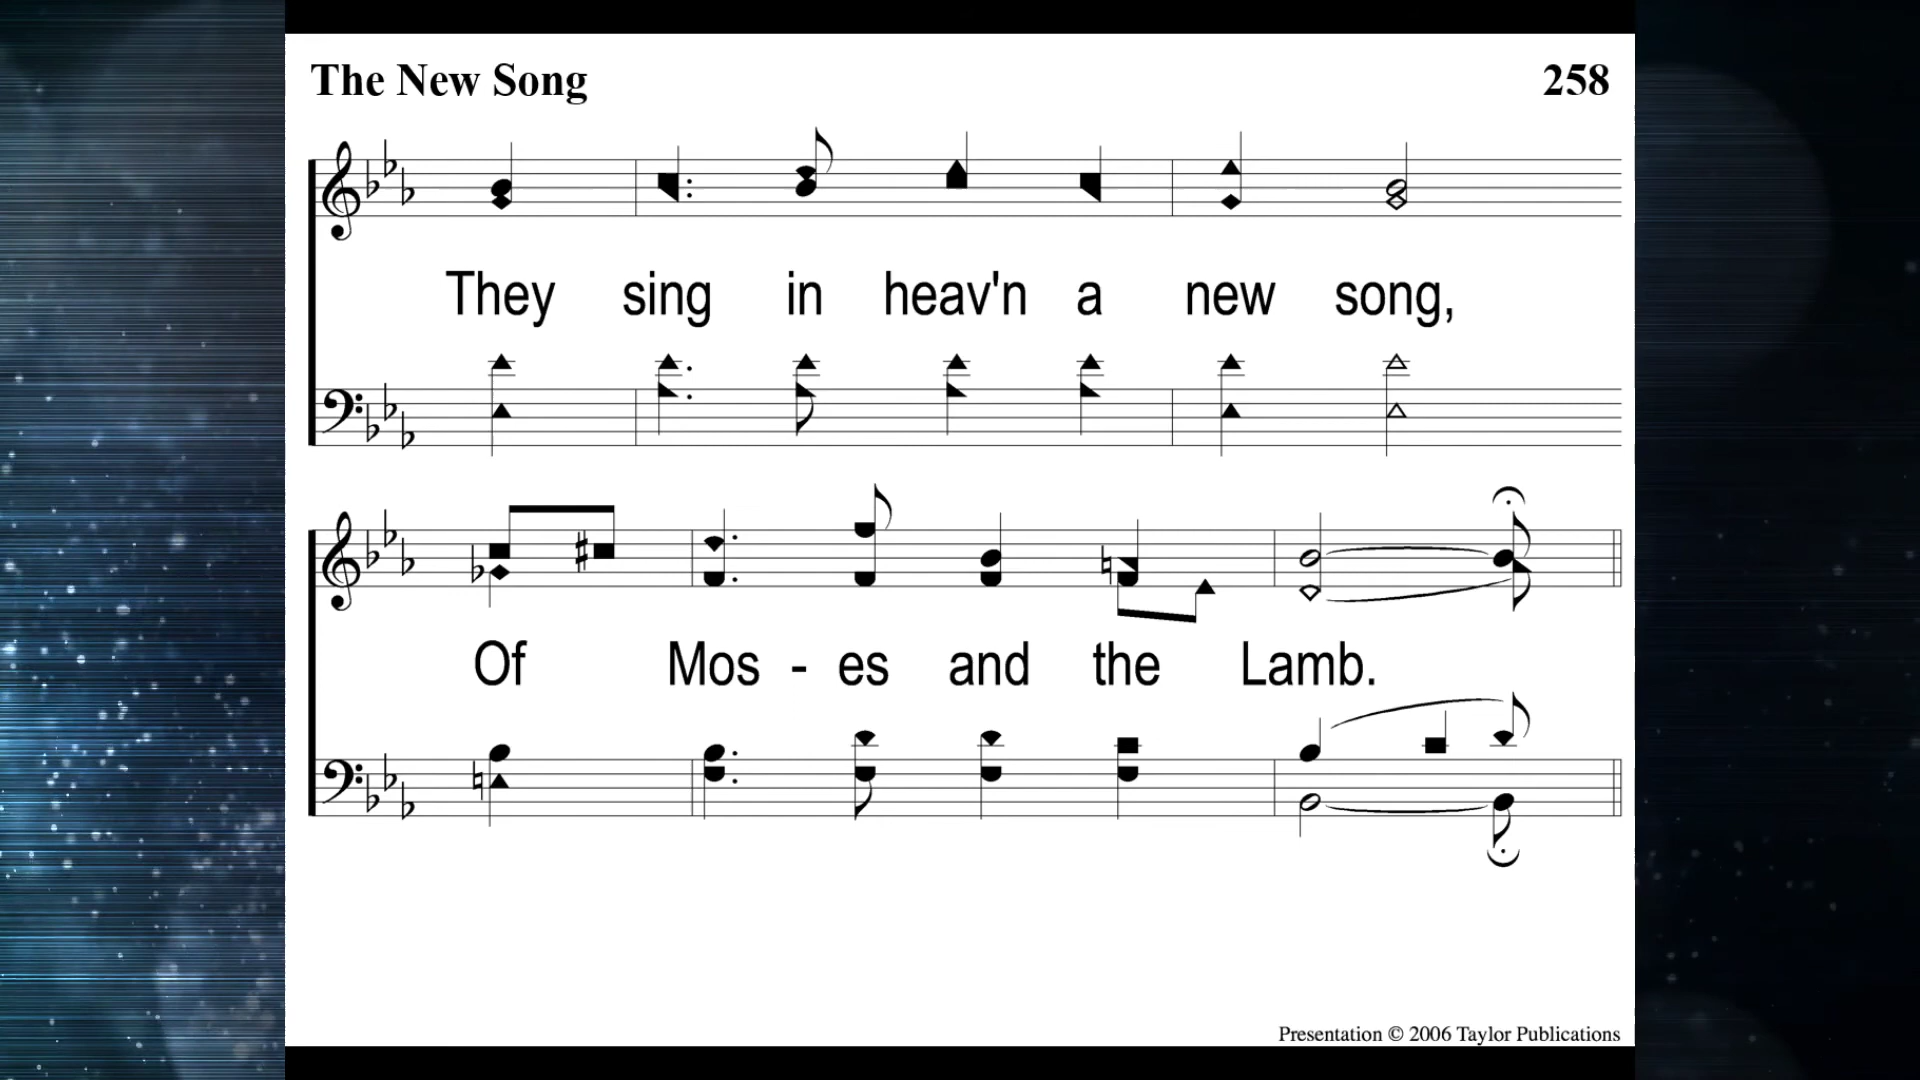 The New Song 258
They sing in heav'n a new song,
Of Mos - es and the Lamb.
Presentation © 2006 Taylor Publications